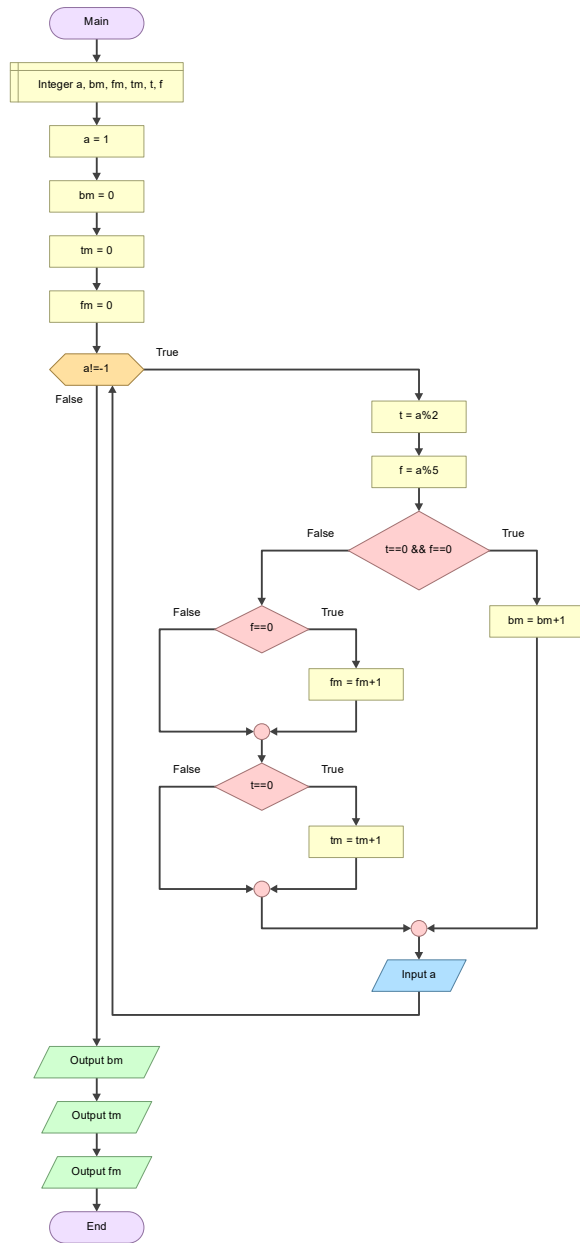 Main
Integer a, bm, fm, tm, t, f
a = 1
bm = 0
tm = 0
fm = 0
True
a!=-1
False
t = a%2
f = a%5
False
True
t==0 && f==0
False
True
f==0
bm = bm+1
fm = fm+1
False
True
t==0
tm = tm+1
Input a
Output bm
Output tm
Output fm
End